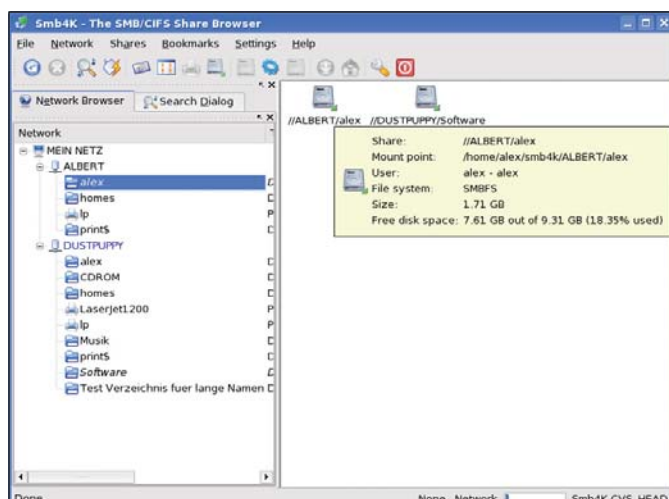 Smb4K - The SMB/CIFS Share Browser
File Network Shares Bookmarks Settings Help
Network Browser
Search Dialog
Network
MEIN NETZ
ALBERT
alex D
homes D
lp P
print$ D
DUSTPUPPY
alex D
CDROM D
homes D
LaserJet1200 P
lp P
Musik D
print$ D
Software D
Test Verzeichnis fuer lange Namen D
//ALBERT/alex //DUSTPUPPY/Software
Share: //ALBERT/alex
Mount point: /home/alex/smb4k/ALBERT/alex
User: alex - alex
File system: SMBFS
Size: 1.71 GB
Free disk space: 7.61 GB out of 9.31 GB (18.35% used)
Done
None Network
Smb4K CVS_HEAD